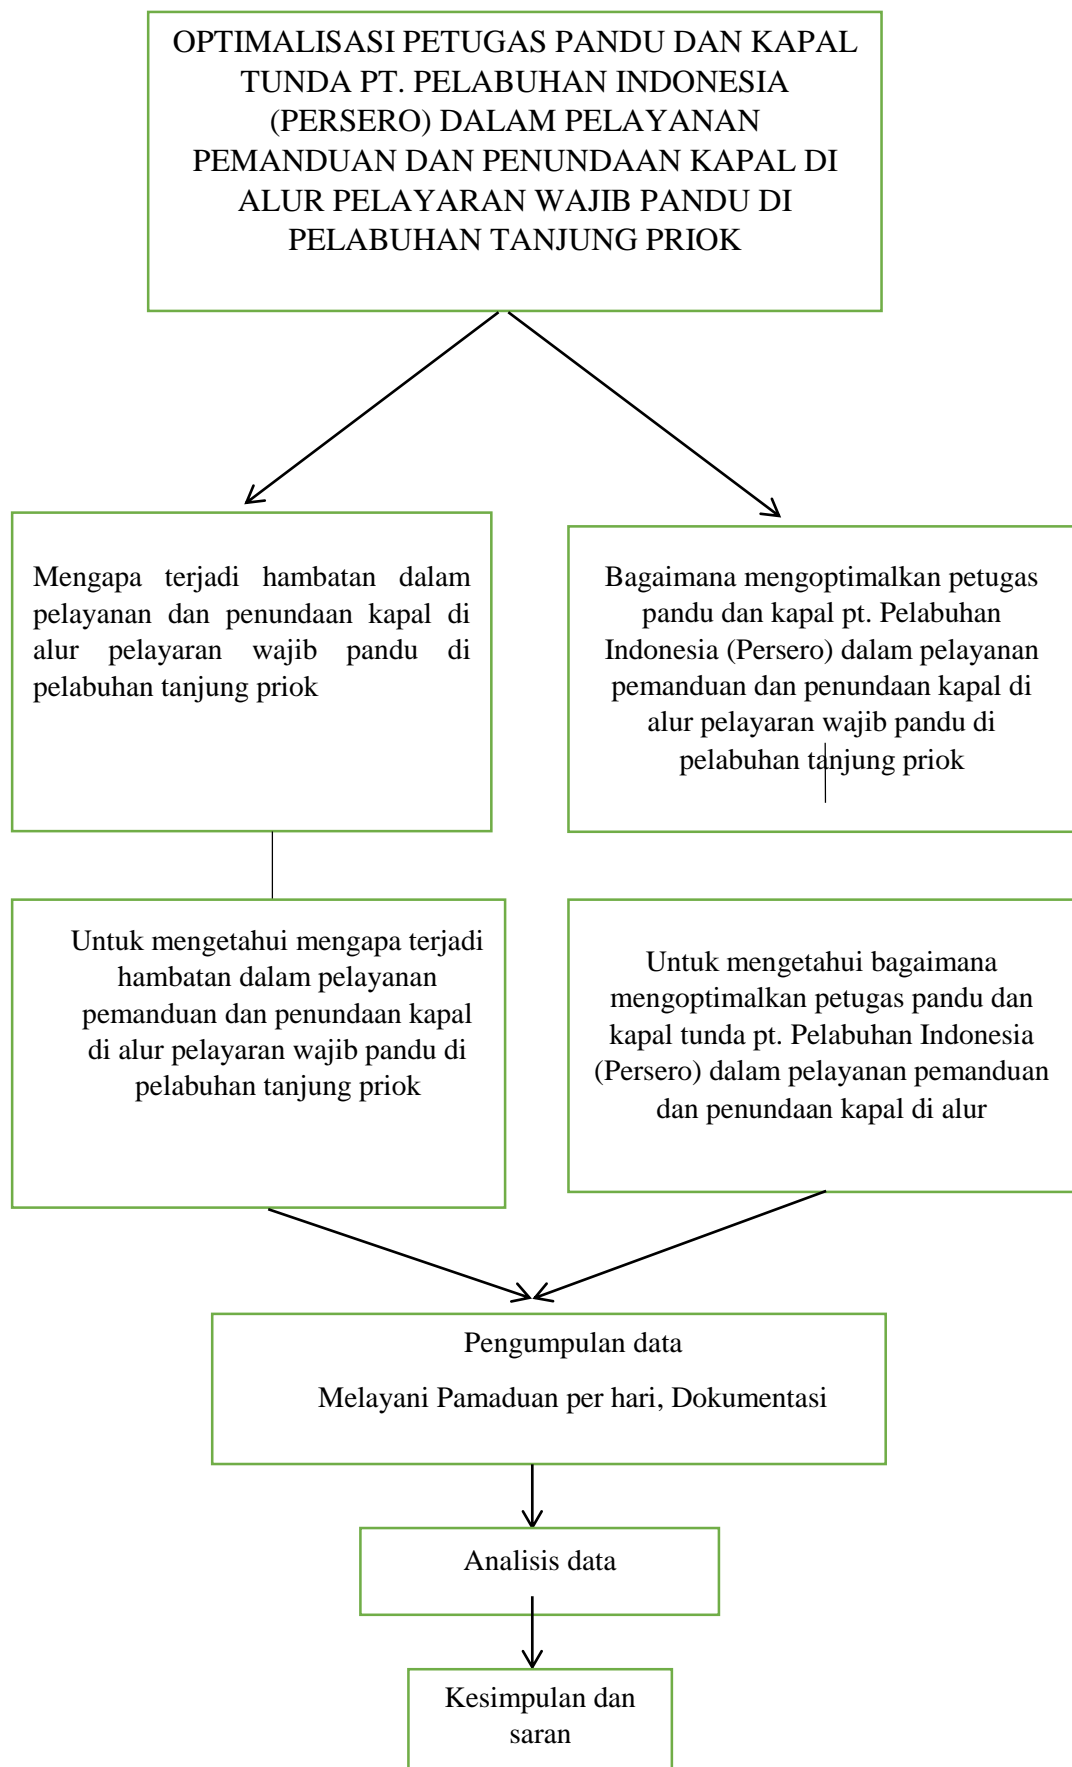 OPTIMALISASI PETUGAS PANDU DAN KAPAL
TUNDA PT. PELABUHAN INDONESIA
(PERSERO) DALAM PELAYANAN
PEMANDUAN DAN PENUNDAAN KAPAL DI
ALUR PELAYARAN WAJIB PANDU DI
PELABUHAN TANJUNG PRIOK
Mengapa terjadi hambatan dalam
pelayanan dan penundaan kapal di
alur pelayaran wajib pandu di
pelabuhan tanjung priok
Bagaimana mengoptimalkan petugas
pandu dan kapal pt. Pelabuhan
Indonesia (Persero) dalam pelayanan
pemanduan dan penundaan kapal di
alur pelayaran wajib pandu di
pelabuhan tanjung priok
Untuk mengetahui mengapa terjadi
hambatan dalam pelayanan
pemanduan dan penundaan kapal
di alur pelayaran wajib pandu di
pelabuhan tanjung priok
Untuk mengetahui bagaimana
mengoptimalkan petugas pandu dan
kapal tunda pt. Pelabuhan Indonesia
(Persero) dalam pelayanan pemanduan
dan penundaan kapal di alur
Pengumpulan data
Melayani Pamaduan per hari, Dokumentasi
Analisis data
Kesimpulan dan
saran